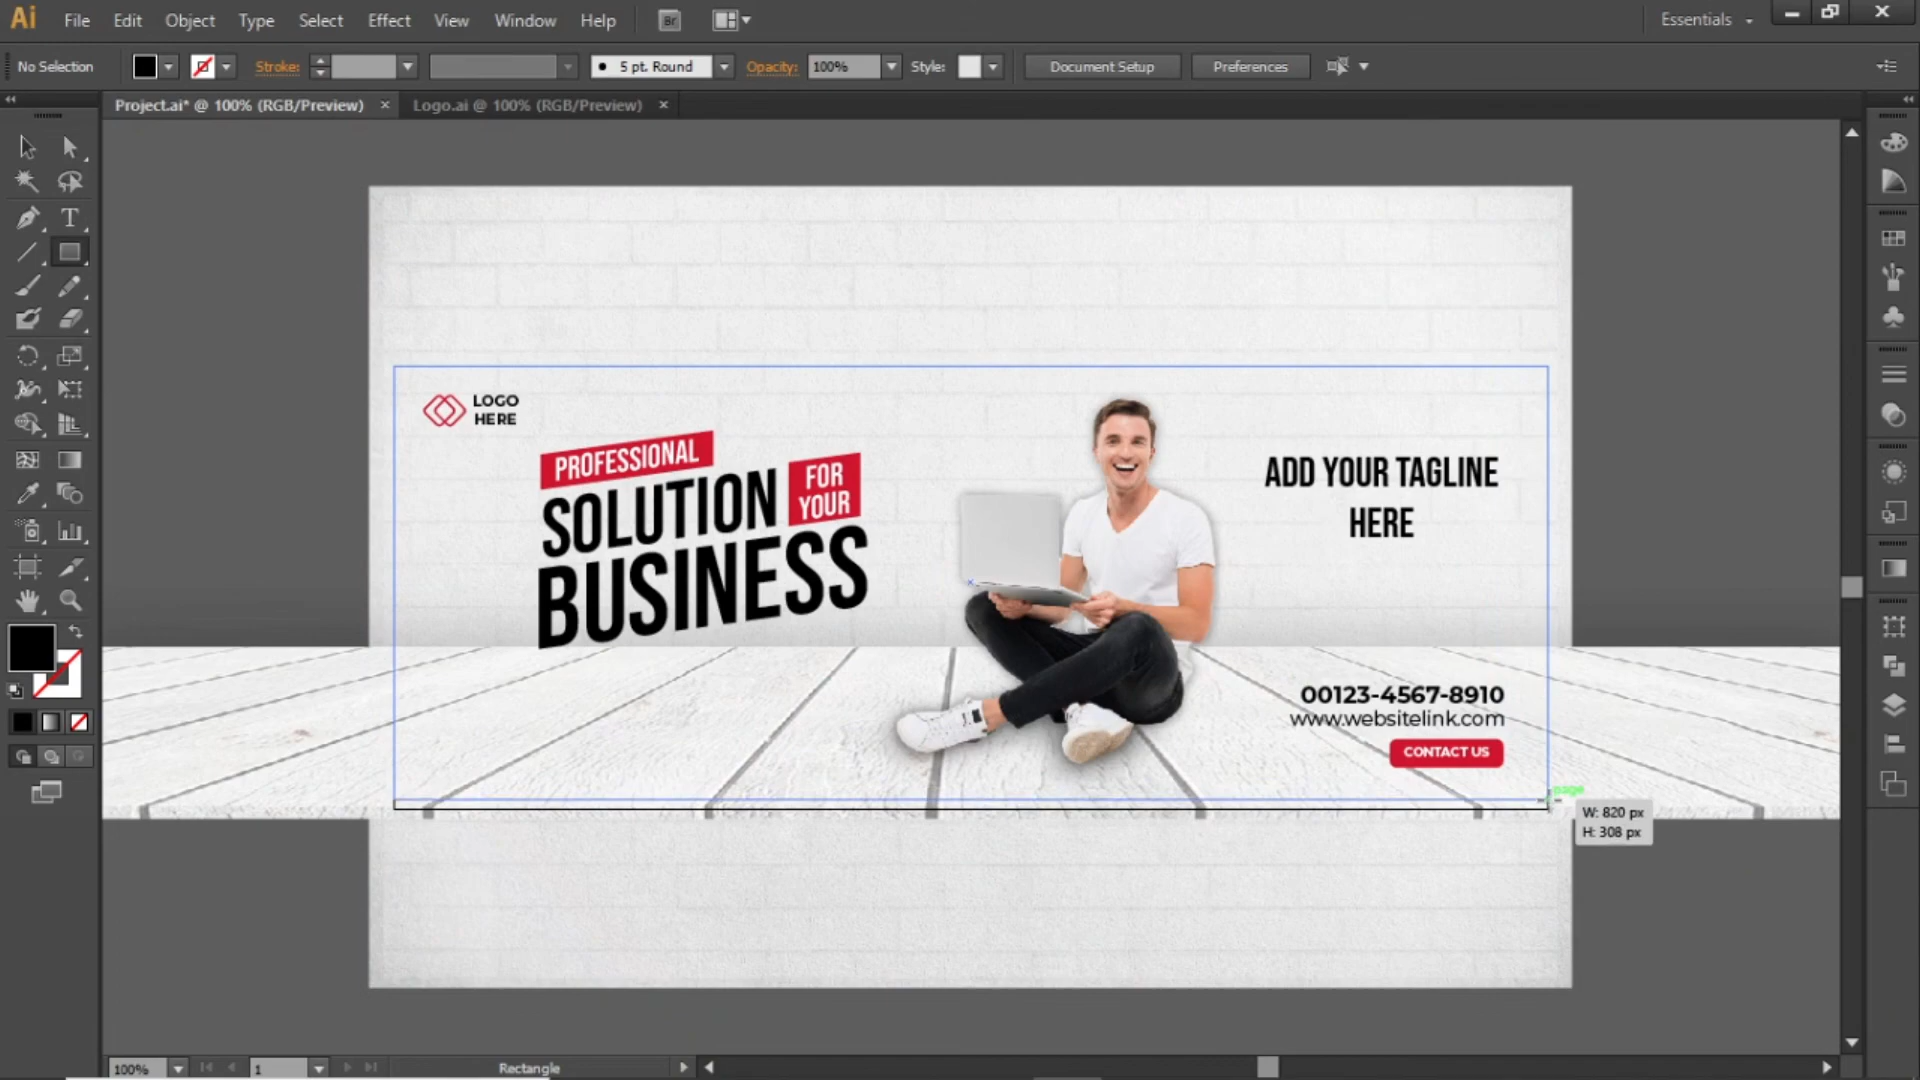 Ai File Edit Object Type Select Effect View Window Help Br Essentials
No Selection Stroke: 5 pt. Round Opacity: 100% Style: Document Setup Preferences
Project.ai* @ 100% (RGB/Preview) × Logo.ai @ 100% (RGB/Preview) ×
LOGO
HERE
PROFESSIONAL
SOLUTION
FOR
YOUR
BUSINESS
ADD YOUR TAGLINE
HERE
00123-4567-8910
www.websitelink.com
CONTACT US
page
W: 820 px
H: 308 px
100% 1 Rectangle